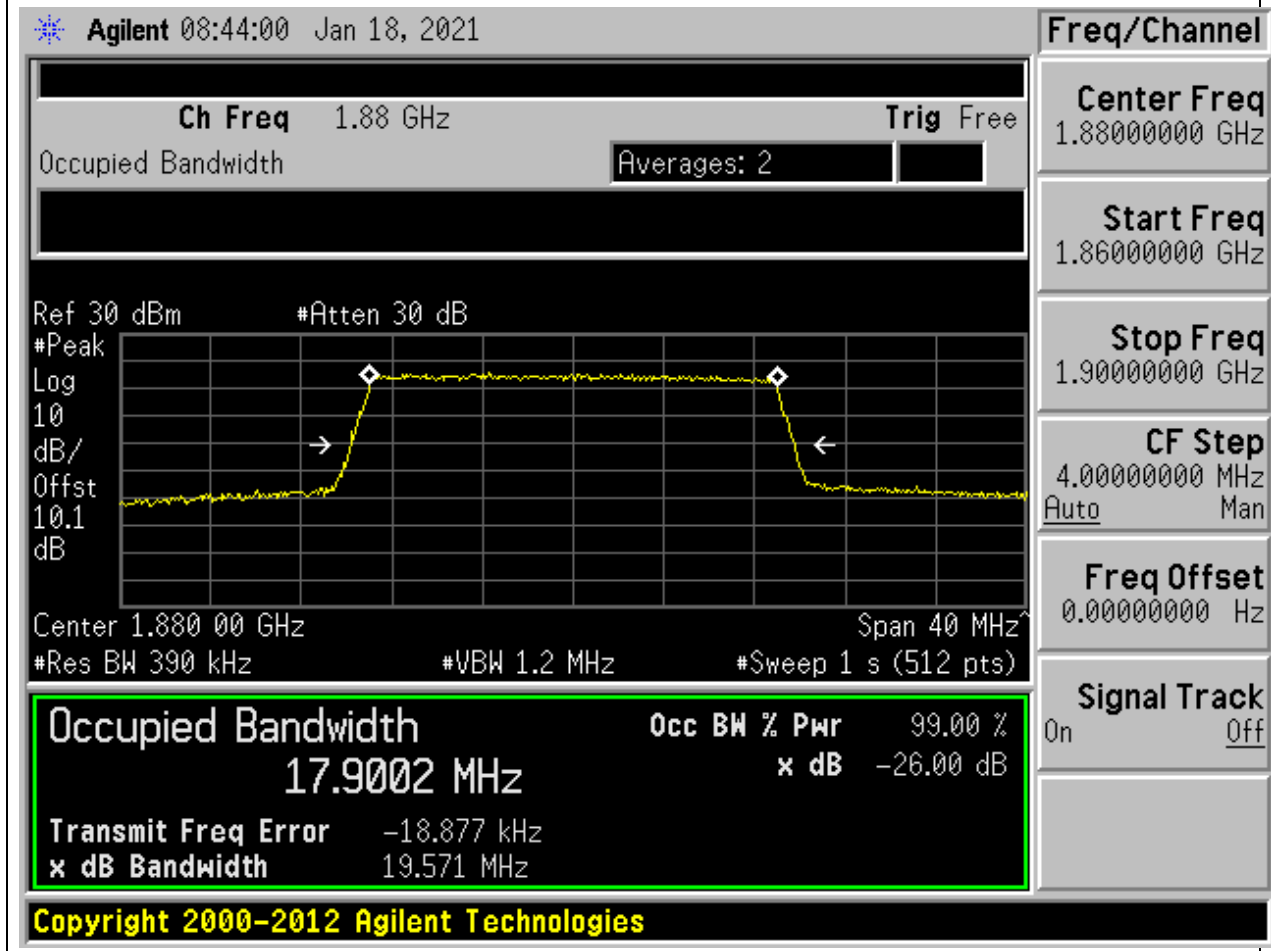 Agilent 08:44:00 Jan 18, 2021
Ch Freq 1.88 GHz Trig Free
Occupied Bandwidth Averages: 2
Ref 30 dBm #Atten 30 dB
#Peak
Log
10
dB/
Offst
10.1
dB
Center 1.880 00 GHz Span 40 MHz^
#Res BW 390 kHz #VBW 1.2 MHz #Sweep 1 s (512 pts)
Occupied Bandwidth
17.9002 MHz
Occ BW % Pwr 99.00 %
x dB -26.00 dB
Transmit Freq Error -18.877 kHz
x dB Bandwidth 19.571 MHz
Copyright 2000-2012 Agilent Technologies
Freq/Channel
Center Freq
1.88000000 GHz
Start Freq
1.86000000 GHz
Stop Freq
1.90000000 GHz
CF Step
4.00000000 MHz
Auto Man
Freq Offset
0.00000000 Hz
Signal Track
On Off